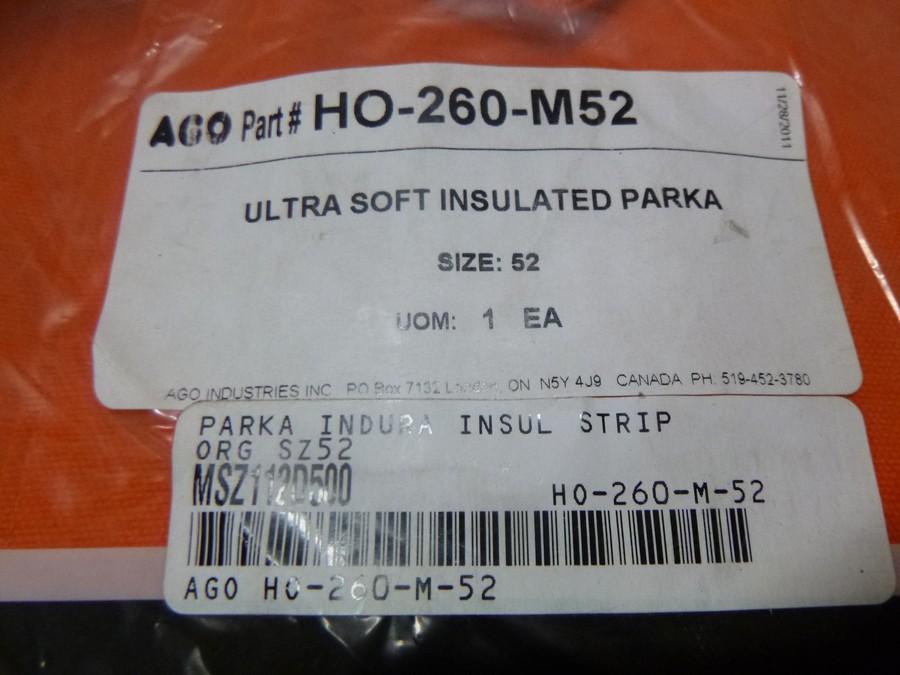 AGO Part # HO-260-M52
11/28/2011
ULTRA SOFT INSULATED PARKA
SIZE: 52
UOM: 1 EA
AGO INDUSTRIES INC PO Box 7132 London, ON N5Y 4J9 CANADA PH: 519-452-3780
PARKA INDURA INSUL STRIP
ORG SZ52
MSZ112D500 HO-260-M-52
AGO HO-260-M-52